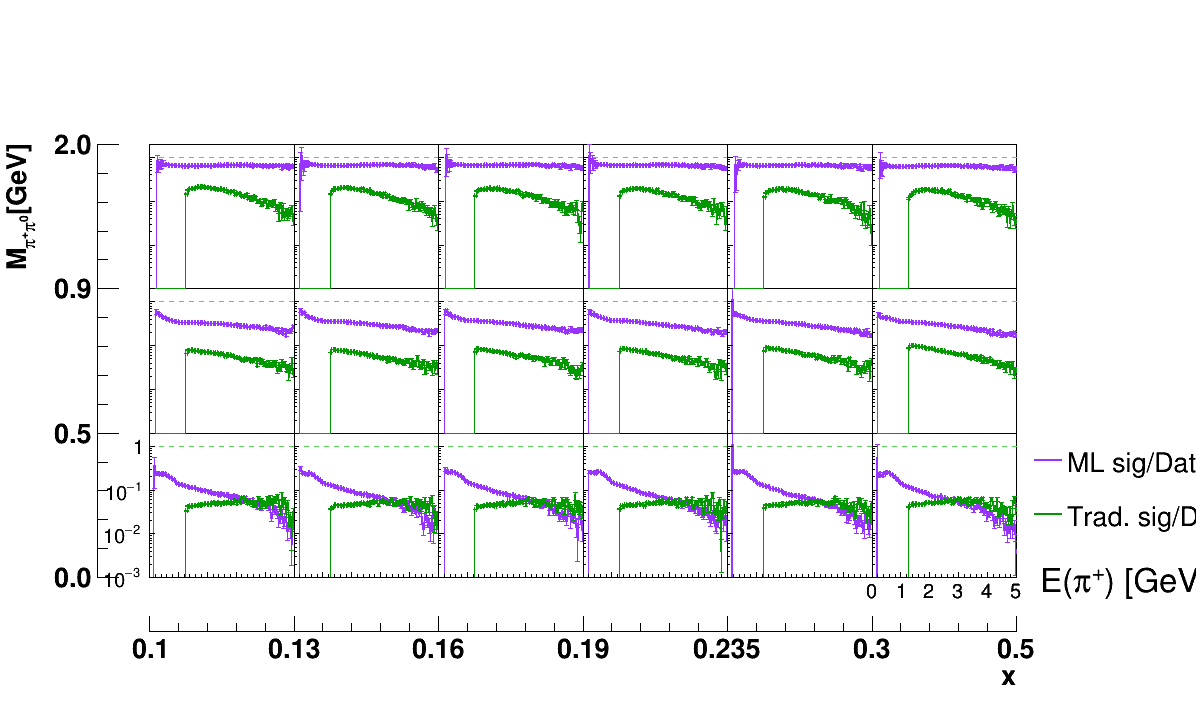 2.0
M π⁺π⁰ [GeV]
0.9
0.5
1
10⁻¹
10⁻²
0.0
10⁻³
ML sig/Dat
Trad. sig/D
E(π⁺) [GeV
0 1 2 3 4 5
0.1 0.13 0.16 0.19 0.235 0.3 0.5
x